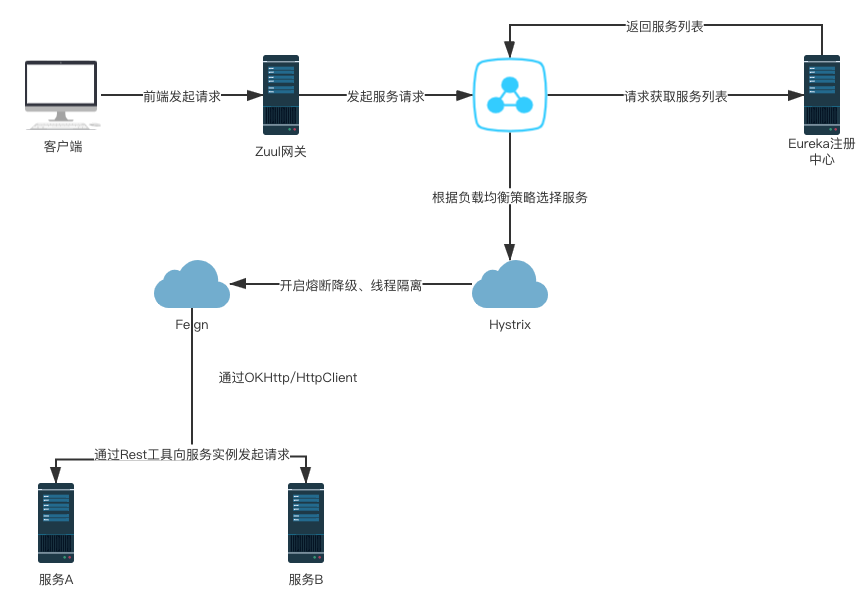 返回服务列表
前端发起请求
发起服务请求
请求获取服务列表
客户端
Zuul网关
Eureka注册
中心
根据负载均衡策略选择服务
开启熔断降级、线程隔离
Feign
Hystrix
通过OKHttp/HttpClient
通过Rest工具向服务实例发起请求
服务A
服务B